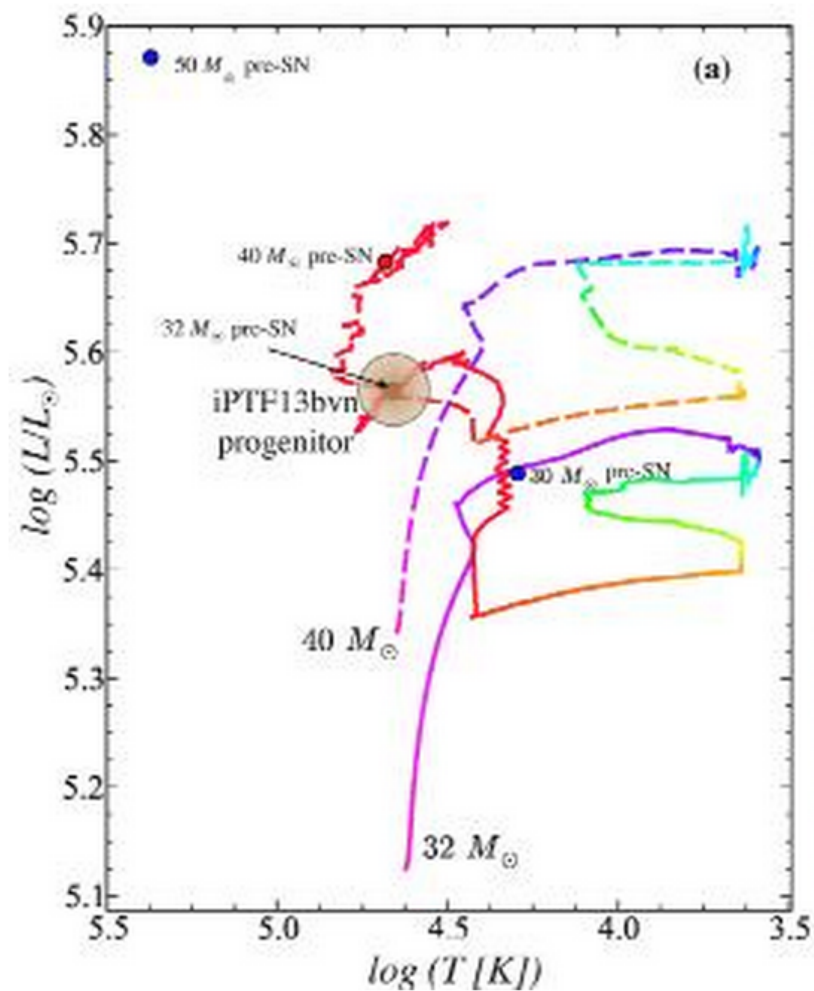 (a)
50 M☉ pre-SN
40 M☉ pre-SN
32 M☉ pre-SN
iPTF13bvn
progenitor
30 M☉ pre-SN
40 M☉
32 M☉
5.9
5.8
5.7
5.6
5.5
5.4
5.3
5.2
5.1
5.5
5.0
4.5
4.0
3.5
log (L/L☉)
log (T [K])